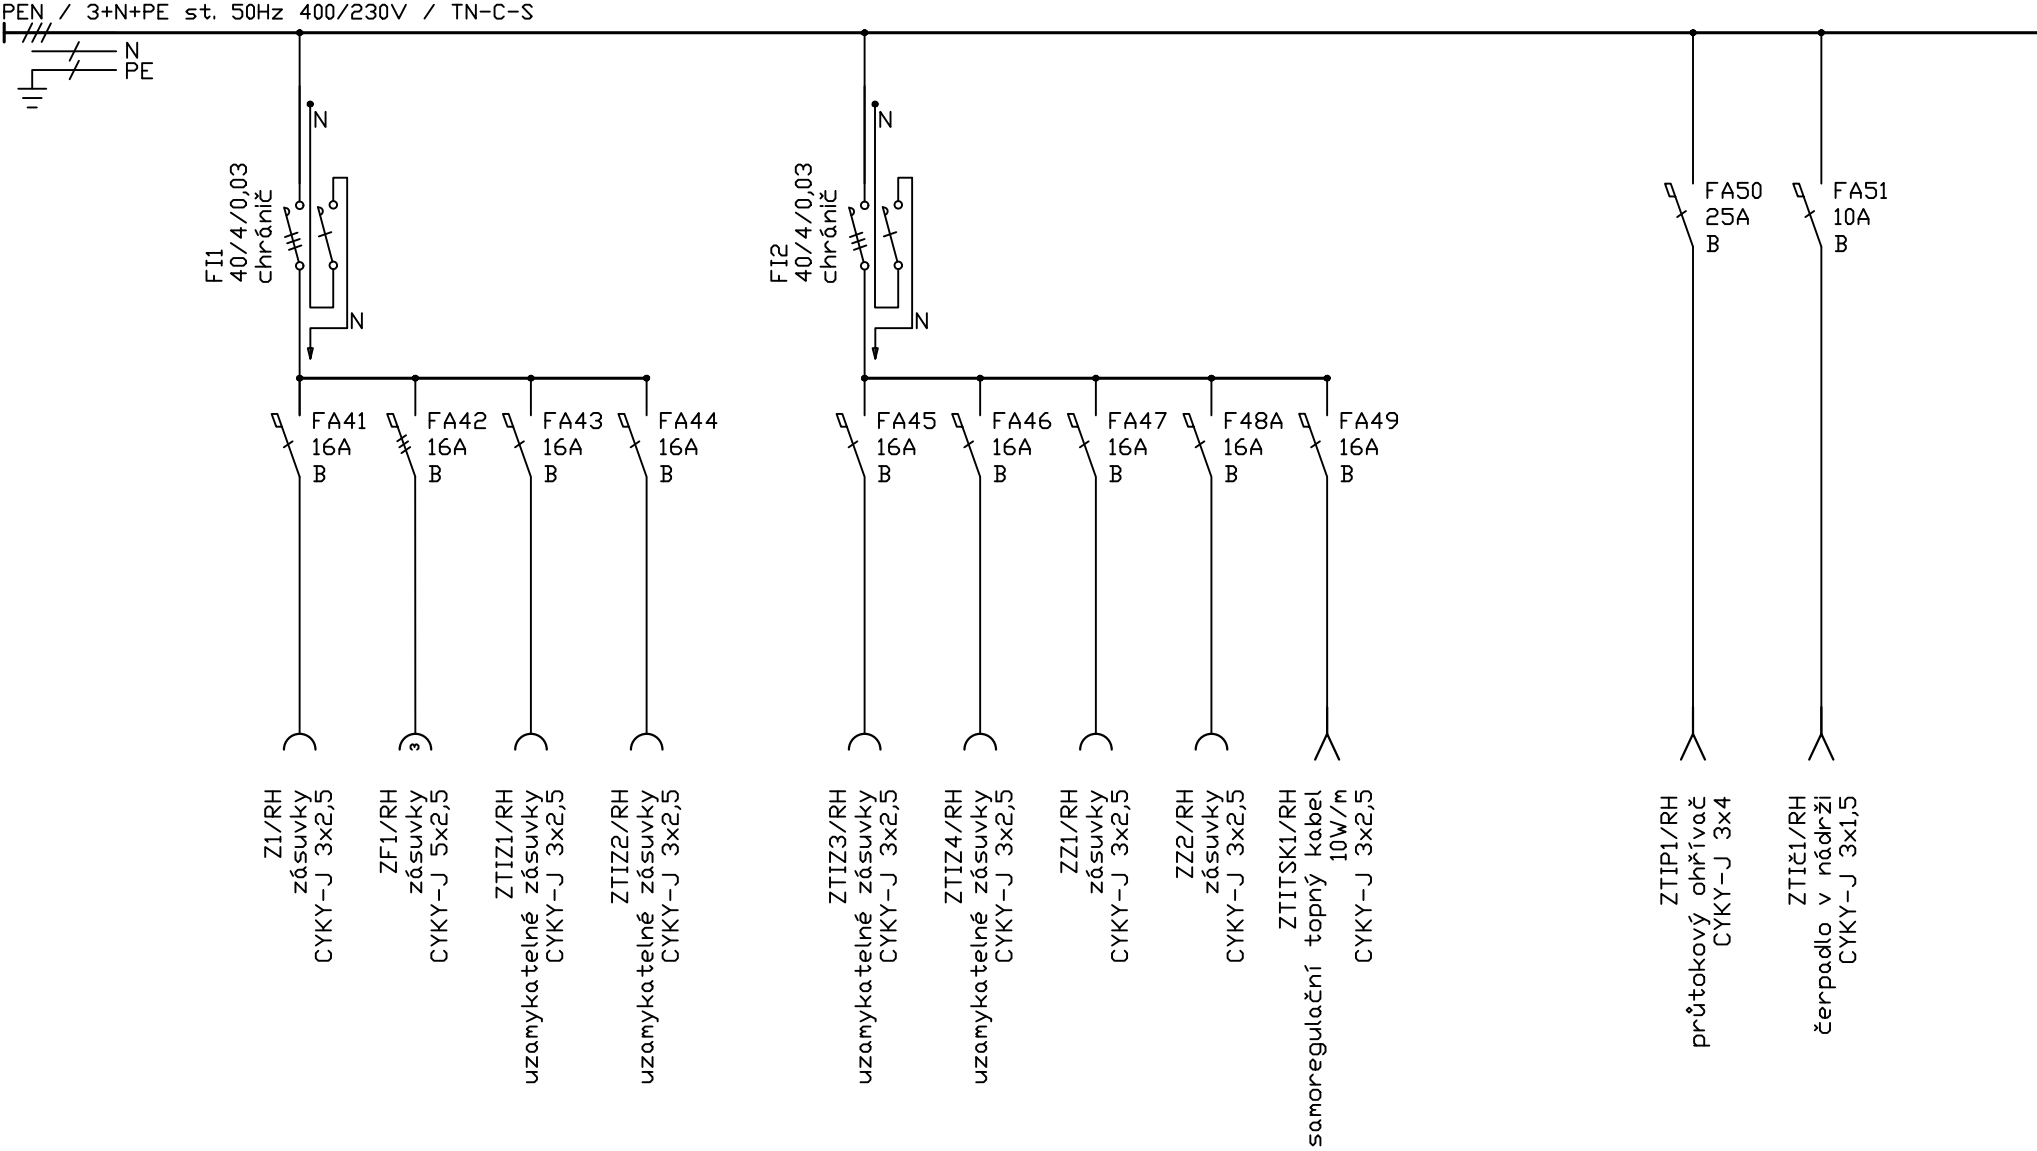 PEN / 3+N+PE st. 50Hz 400/230V / TN-C-S
N
PE
N
FI1
40/4/0,03
chránič
N
N
FI2
40/4/0,03
chránič
N
FA50
25A
B
FA51
10A
B
FA41
16A
B
FA42
16A
B
FA43
16A
B
FA44
16A
B
FA45
16A
B
FA46
16A
B
FA47
16A
B
F48A
16A
B
FA49
16A
B
3
Z1/RH
zásuvky
CYKY-J 3x2,5
ZF1/RH
zásuvky
CYKY-J 5x2,5
ZTIZ1/RH
uzamykatelné zásuvky
CYKY-J 3x2,5
ZTIZ2/RH
uzamykatelné zásuvky
CYKY-J 3x2,5
ZTIZ3/RH
uzamykatelné zásuvky
CYKY-J 3x2,5
ZTIZ4/RH
uzamykatelné zásuvky
CYKY-J 3x2,5
ZZ1/RH
zásuvky
CYKY-J 3x2,5
ZZ2/RH
zásuvky
CYKY-J 3x2,5
ZTITSK1/RH
samoregulační topný kabel
10W/m
CYKY-J 3x2,5
ZTIP1/RH
průtokový ohřívač
CYKY-J 3x4
ZTIč1/RH
čerpadlo v nádrži
CYKY-J 3x1,5